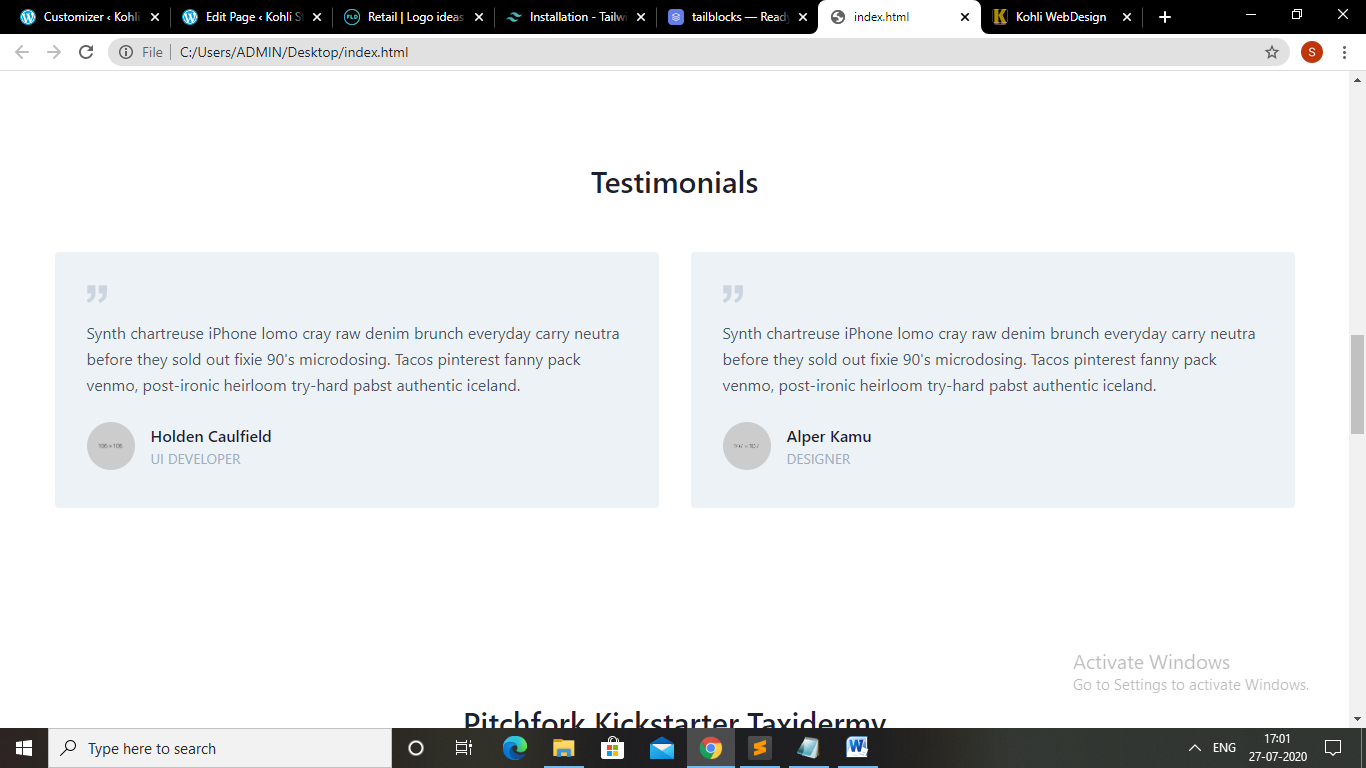 Customizer ‹ Kohli
Edit Page ‹ Kohli S
FLD
Retail | Logo ideas
Installation - Tailwi
tailblocks — Ready
index.html
K
Kohli WebDesign
File
C:/Users/ADMIN/Desktop/index.html
S
Testimonials
Synth chartreuse iPhone lomo cray raw denim brunch everyday carry neutra
before they sold out fixie 90's microdosing. Tacos pinterest fanny pack
venmo, post-ironic heirloom try-hard pabst authentic iceland.
Holden Caulfield
UI DEVELOPER
Synth chartreuse iPhone lomo cray raw denim brunch everyday carry neutra
before they sold out fixie 90's microdosing. Tacos pinterest fanny pack
venmo, post-ironic heirloom try-hard pabst authentic iceland.
Alper Kamu
DESIGNER
Activate Windows
Go to Settings to activate Windows.
Pitchfork Kickstarter Taxidermy
Type here to search
ENG
17:01
27-07-2020